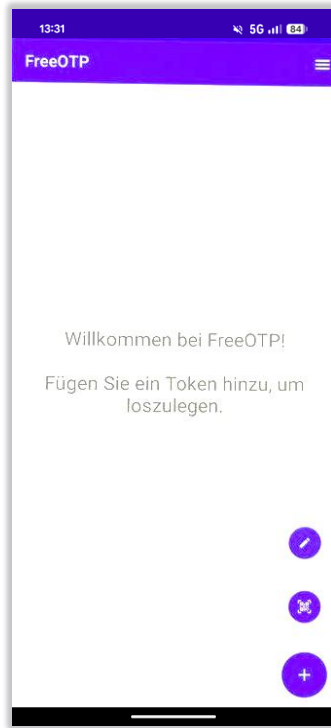 13:31
5G
84
FreeOTP
Willkommen bei FreeOTP!
Fügen Sie ein Token hinzu, um
loszulegen.